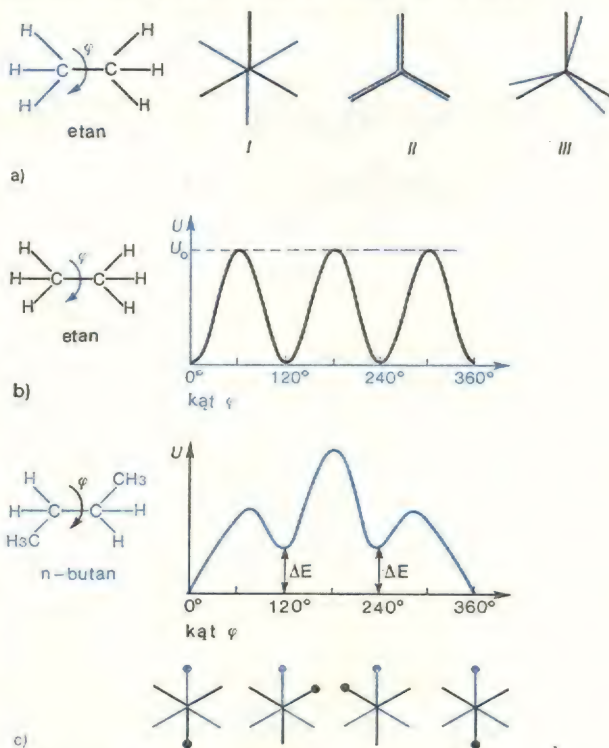 H H
H C φ C H
H H
etan
I II III
a)
U
U₀
H H
H C φ C H
H H
etan
0° 120° 240° 360°
kąt φ
b)
U
H CH3
H C φ C H
H3C H
n-butan
ΔE ΔE
0° 120° 240° 360°
kąt φ
c)